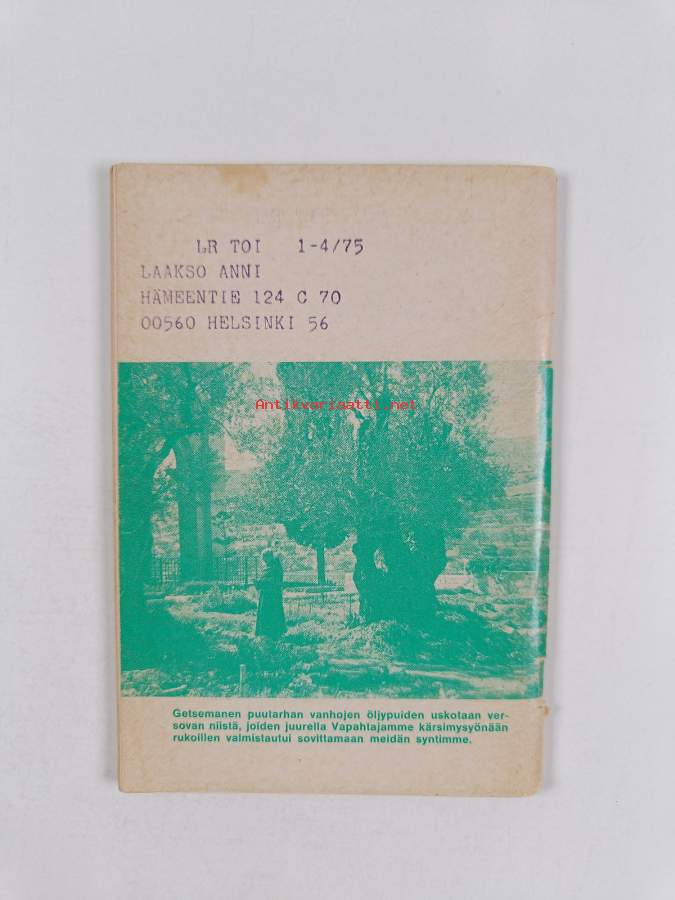 LR TOI 1-4/75
LAAKSO ANNI
HÄMEENTIE 124 C 70
00560 HELSINKI 56
Antikvariaatti.net
Getsemanen puutarhan vanhojen öljypuiden uskotaan ver-
sovan niistä, joiden juurella Vapahtajamme kärsimysyönään
rukoillen valmistautui sovittamaan meidän syntimme.